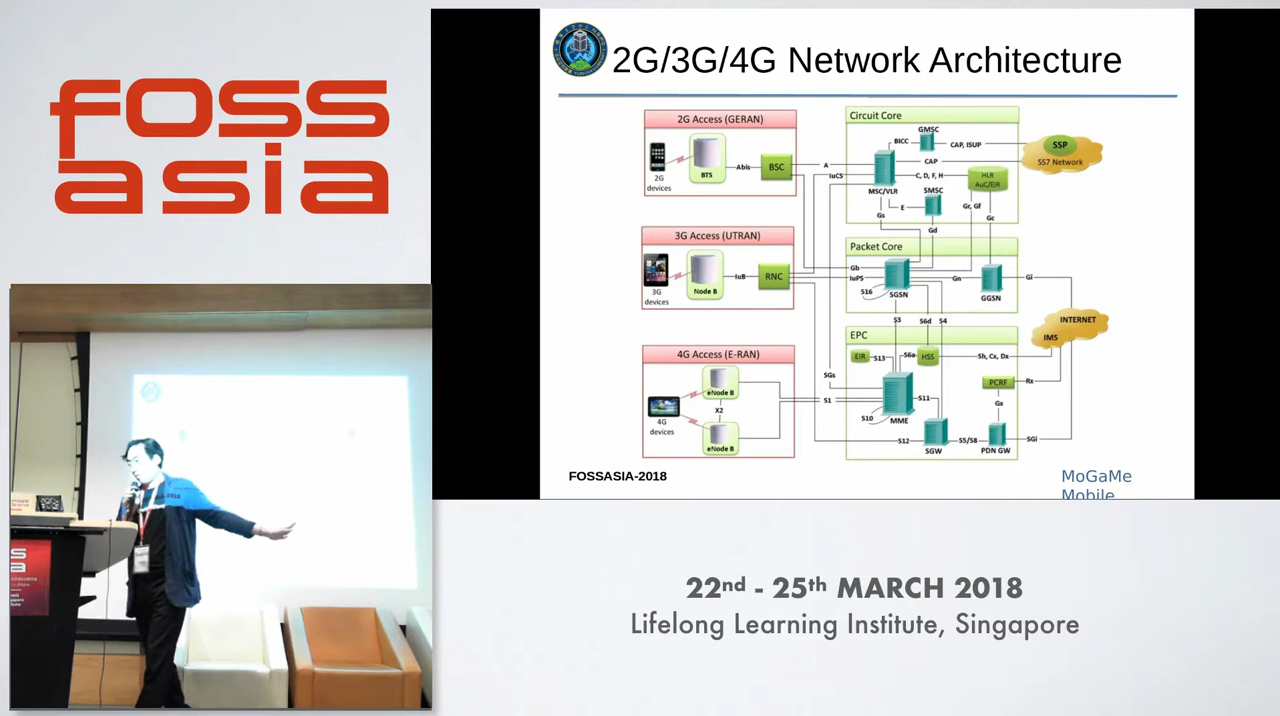 foss
asia
2G/3G/4G Network Architecture
2G Access (GERAN)
2G
devices
BTS
Abis
BSC
3G Access (UTRAN)
3G
devices
Node B
IuB
RNC
4G Access (E-RAN)
4G
devices
eNode B
X2
eNode B
A
IuCS
Gb
IuPS
SGs
S1
S12
Circuit Core
GMSC
BICC
CAP, ISUP
CAP
C, D, F, H
MSC/VLR
HLR
AuC/EIR
SMSC
E
Gs
Gd
Gr, Gf
Gc
SSP
SS7 Network
Packet Core
SGSN
S16
Gn
GGSN
Gi
S3
S6d
S4
EPC
EIR
S13
S6a
HSS
Sh, Cx, Dx
MME
S10
S11
PCRF
Rx
Gx
SGW
S5/S8
PDN GW
SGi
INTERNET
IMS
FOSSASIA-2018
MoGaMe
Mobile
22nd - 25th MARCH 2018
Lifelong Learning Institute, Singapore